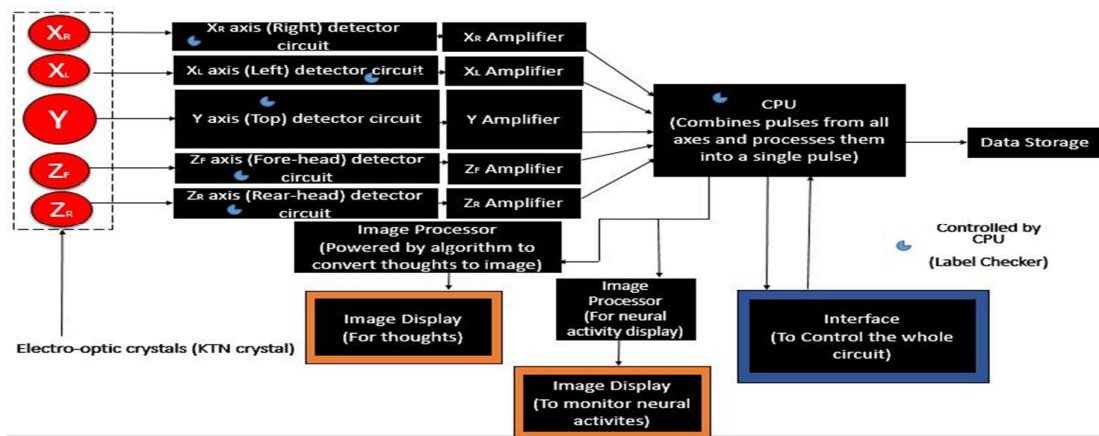 XR
XR axis (Right) detector
circuit
XR Amplifier
XL
XL axis (Left) detector circuit
XL Amplifier
Y
Y axis (Top) detector circuit
Y Amplifier
ZF
ZF axis (Fore-head) detector
circuit
ZF Amplifier
ZR
ZR axis (Rear-head) detector
circuit
ZR Amplifier
CPU
(Combines pulses from all
axes and processes them
into a single pulse)
Data Storage
Image Processor
(Powered by algorithm to
convert thoughts to image)
Image
Processor
(For neural
activity display)
Controlled by
CPU
(Label Checker)
Image Display
(For thoughts)
Interface
(To Control the whole
circuit)
Electro-optic crystals (KTN crystal)
Image Display
(To monitor neural
activites)